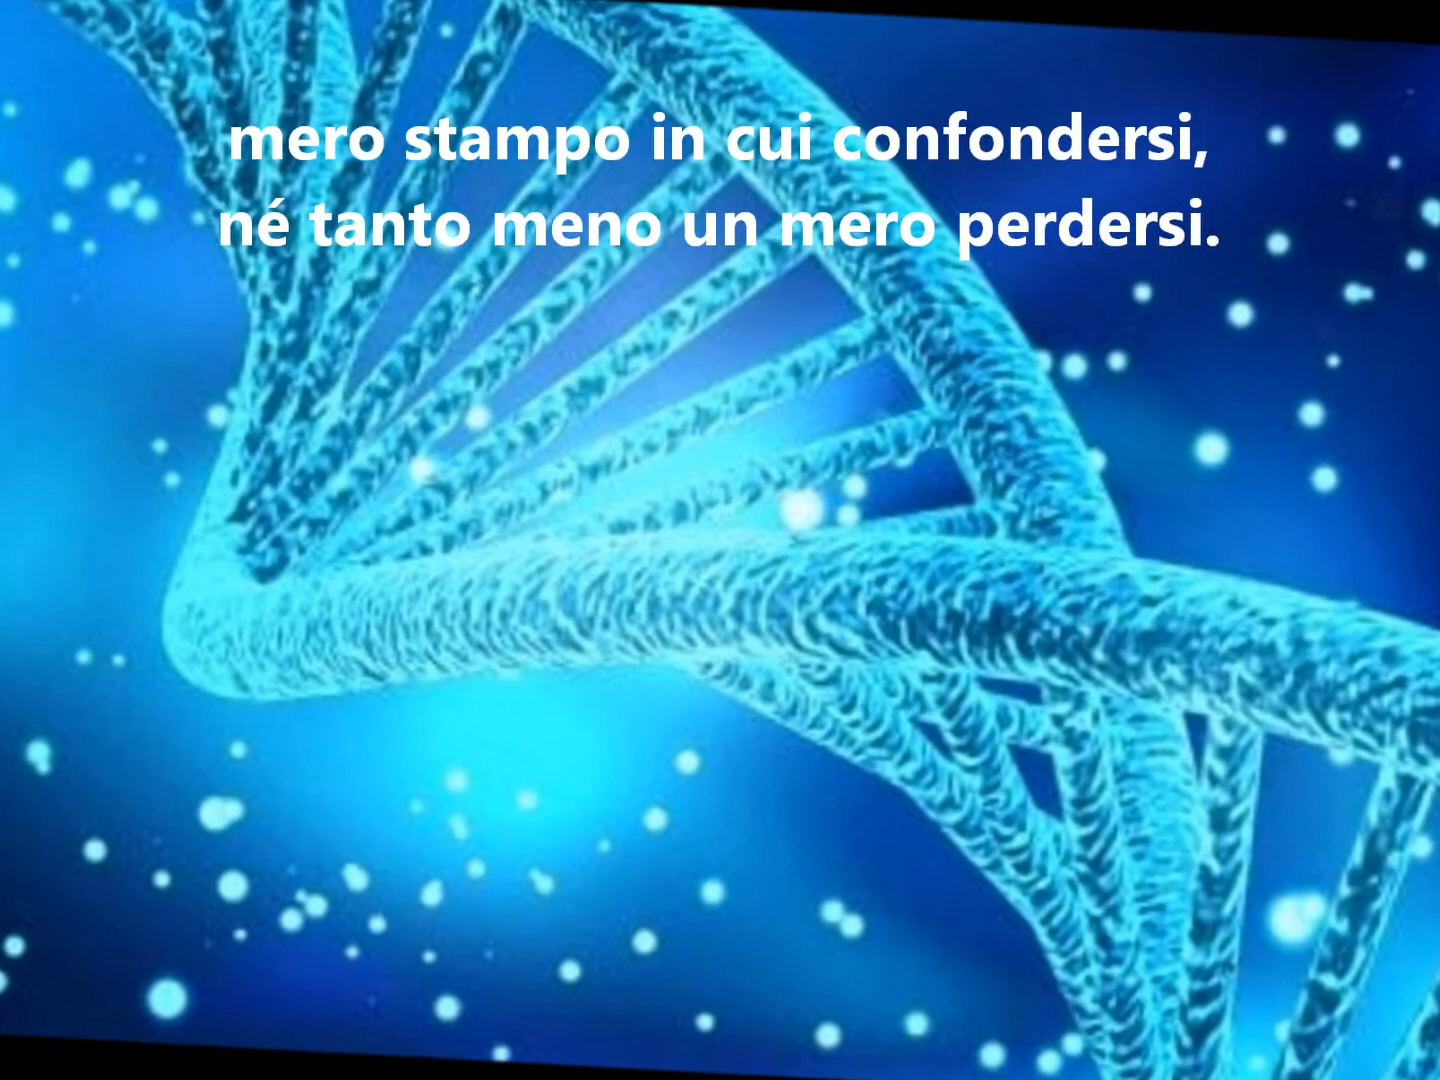 mero stampo in cui confondersi,
né tanto meno un mero perdersi.